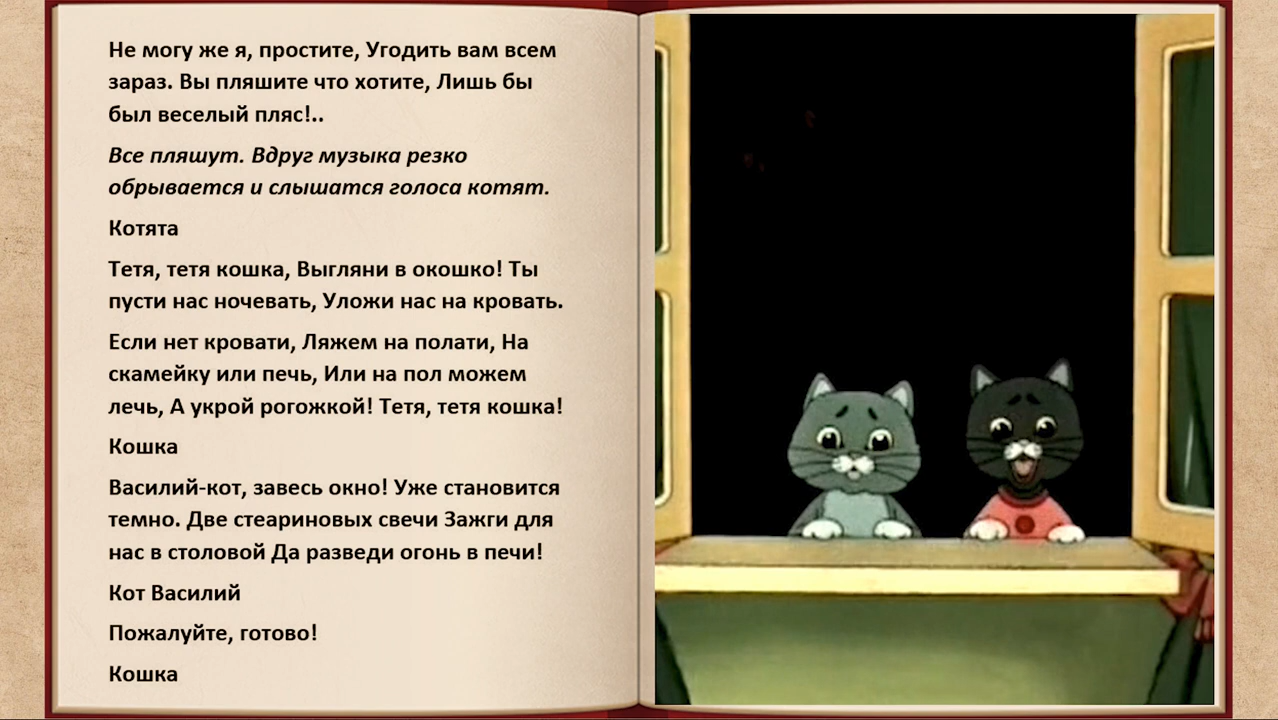 Не могу же я, простите, Угодить вам всем
зараз. Вы пляшите что хотите, Лишь бы
был веселый пляс!..
Все пляшут. Вдруг музыка резко
обрывается и слышатся голоса котят.
Котята
Тетя, тетя кошка, Выгляни в окошко! Ты
пусти нас ночевать, Уложи нас на кровать.
Если нет кровати, Ляжем на полати, На
скамейку или печь, Или на пол можем
лечь, А укрой рогожкой! Тетя, тетя кошка!
Кошка
Василий-кот, завесь окно! Уже становится
темно. Две стеариновых свечи Зажги для
нас в столовой Да разведи огонь в печи!
Кот Василий
Пожалуйте, готово!
Кошка